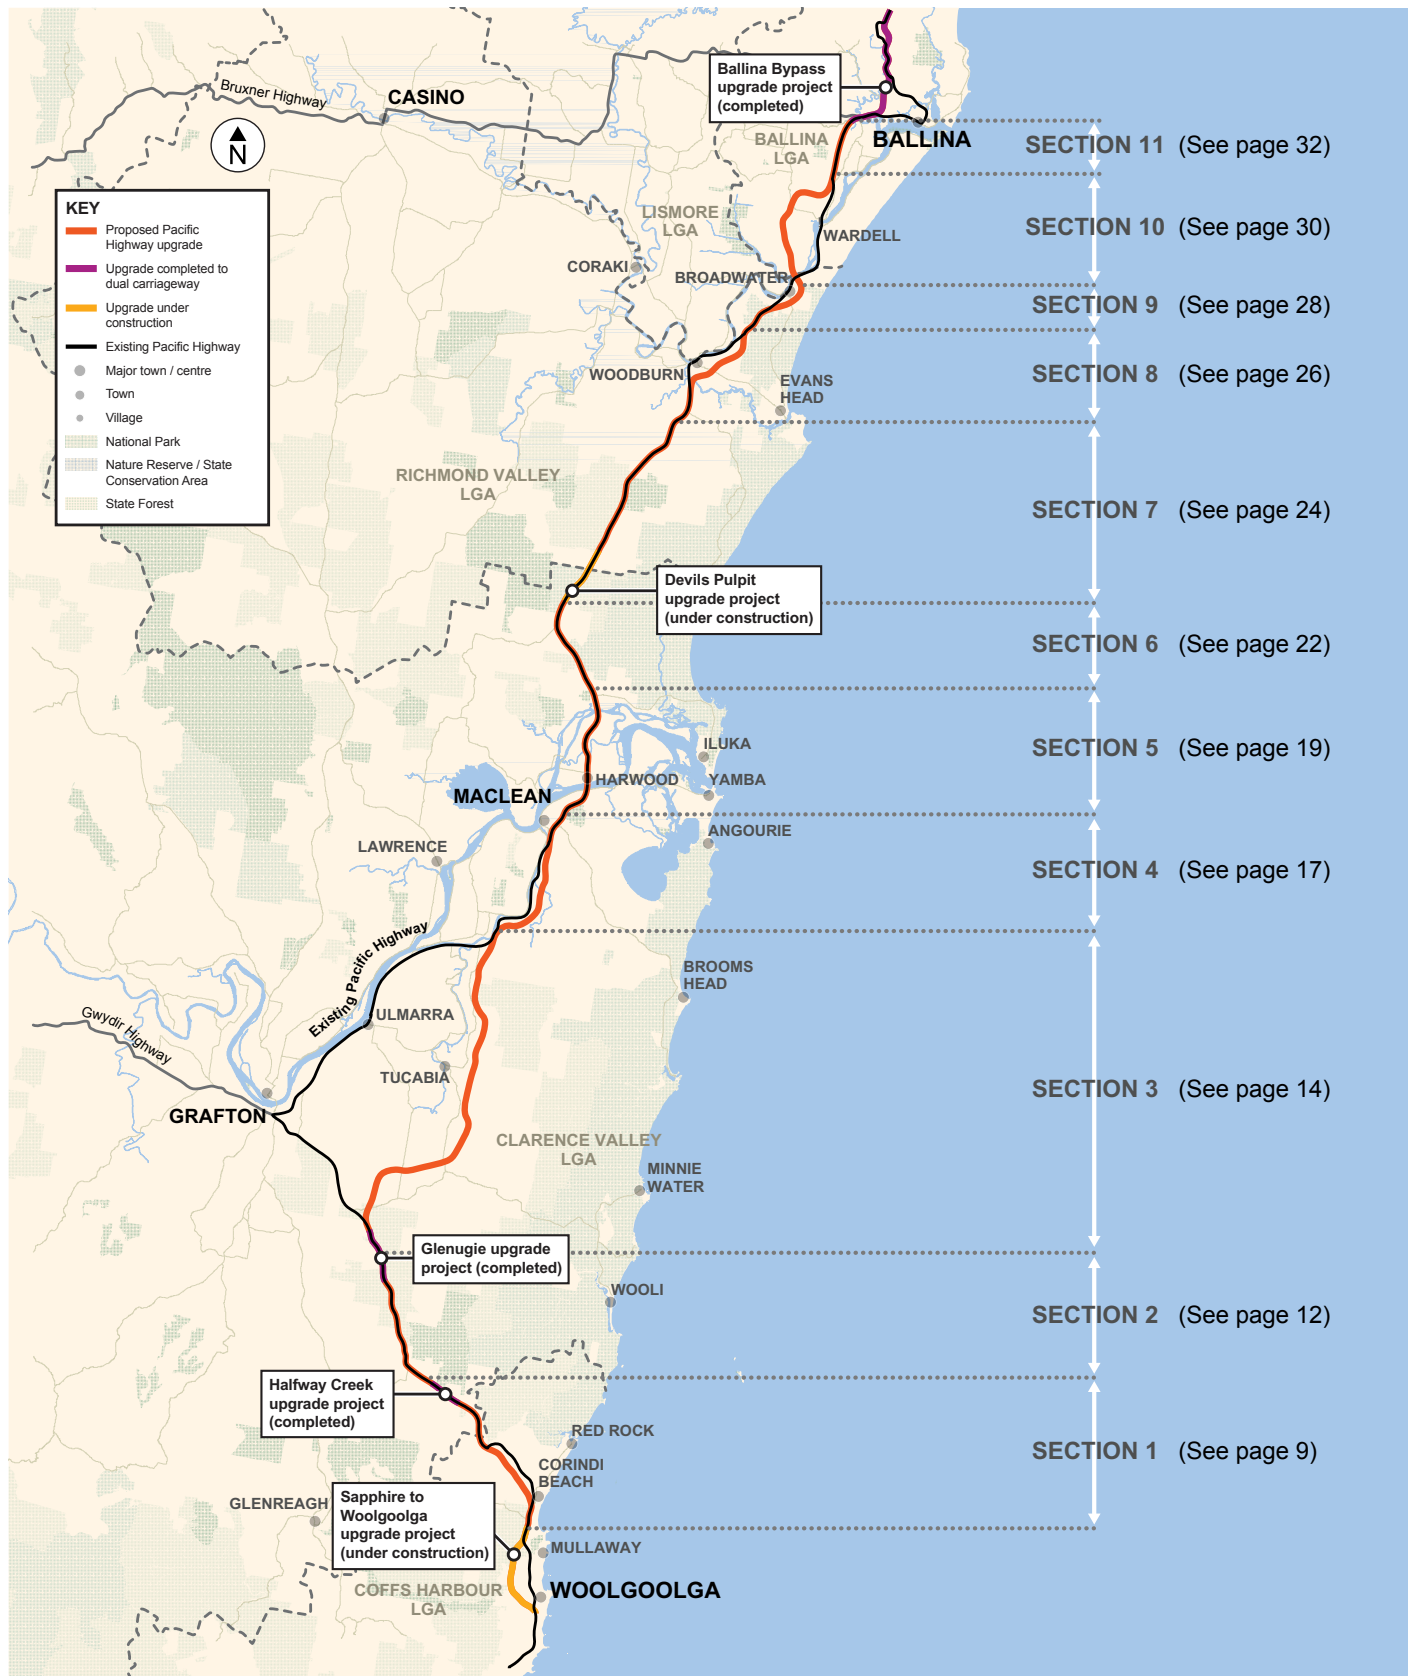 Ballina Bypass
upgrade project
(completed)
Bruxner Highway
CASINO
N
BALLINA
LGA
BALLINA
SECTION 11 (See page 32)
KEY
Proposed Pacific
Highway upgrade
Upgrade completed to
dual carriageway
Upgrade under
construction
Existing Pacific Highway
Major town / centre
Town
Village
National Park
Nature Reserve / State
Conservation Area
State Forest
LISMORE
LGA
WARDELL
SECTION 10 (See page 30)
CORAKI
BROADWATER
SECTION 9 (See page 28)
WOODBURN
EVANS
HEAD
SECTION 8 (See page 26)
RICHMOND VALLEY
LGA
SECTION 7 (See page 24)
Devils Pulpit
upgrade project
(under construction)
SECTION 6 (See page 22)
ILUKA
SECTION 5 (See page 19)
HARWOOD
YAMBA
MACLEAN
ANGOURIE
LAWRENCE
SECTION 4 (See page 17)
Existing Pacific Highway
BROOMS
HEAD
Gwydir Highway
ULMARRA
TUCABIA
SECTION 3 (See page 14)
GRAFTON
CLARENCE VALLEY
LGA
MINNIE
WATER
Glenugie upgrade
project (completed)
WOOLI
SECTION 2 (See page 12)
Halfway Creek
upgrade project
(completed)
RED ROCK
SECTION 1 (See page 9)
CORINDI
BEACH
GLENREAGH
Sapphire to
Woolgoolga
upgrade project
(under construction)
MULLAWAY
COFFS HARBOUR
LGA
WOOLGOOLGA